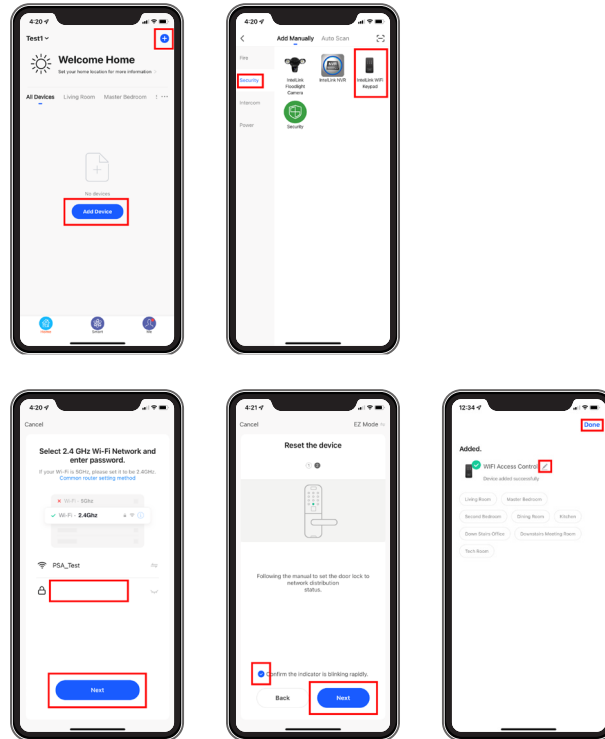 4:20
Test1
Welcome Home
Set your home location for more information
All Devices Living Room Master Bedroom
No devices
Add Device
Home Smart Me
4:20
Add Manually Auto Scan
Fire
Security
Intercom
Power
IntelLink Floodlight Camera
IntelLink NVR
IntelLink WiFi Keypad
Security
4:20
Cancel
Select 2.4 GHz Wi-Fi Network and
enter password.
If your Wi-Fi is 5GHz, please set it to be 2.4GHz.
Common router setting method
Wi-Fi - 5Ghz
Wi-Fi - 2.4Ghz
PSA_Test
Next
4:21
Cancel EZ Mode
Reset the device
1 2
Following the manual to set the door lock to
network distribution
status.
Confirm the indicator is blinking rapidly.
Back Next
12:34
Done
Added.
WIFI Access Control
Device added successfully
Living Room Master Bedroom
Second Bedroom Dining Room Kitchen
Down Stairs Office Downstairs Meeting Room
Tech Room